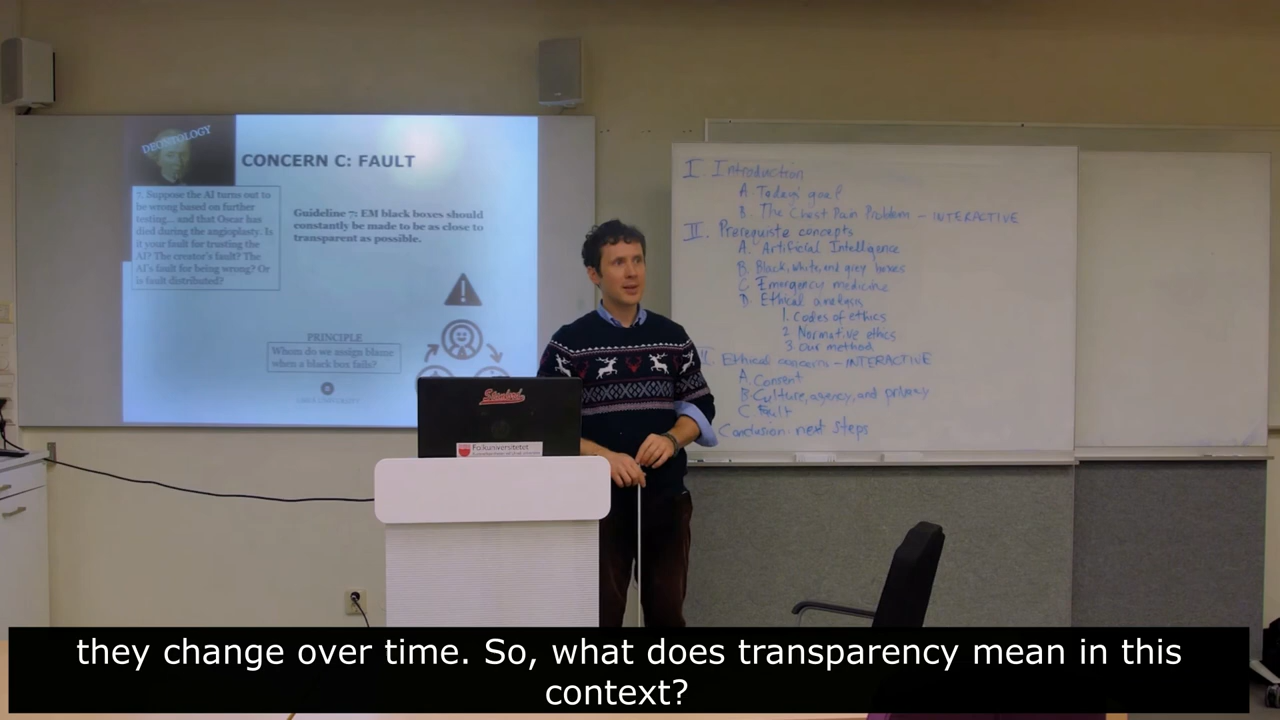 DEONTOLOGY
CONCERN C: FAULT
7. Suppose the AI turns out to
be wrong based on further
testing... and that Oscar has
died during the angioplasty. Is
it your fault for trusting the
AI? The creator's fault? The
AI's fault for being wrong? Or
is fault distributed?
Guideline 7: EM black boxes should
constantly be made to be as close to
transparent as possible.
PRINCIPLE
Whom do we assign blame
when a black box fails?
I. Introduction
A. Today's goal
B. The Chest Pain Problem - INTERACTIVE
II. Prerequiste concepts
A. Artificial Intelligence
B. Black, white, and grey boxes
C. Emergency medicine
D. Ethical analysis
1. Codes of ethics
2. Normative ethics
3. Our methods
Ethical concerns - INTERACTIVE
A. Consent
B. Culture, agency, and privacy
C. Fault
Conclusion: next steps
Stanford
Folkuniversitetet
they change over time. So, what does transparency mean in this
context?